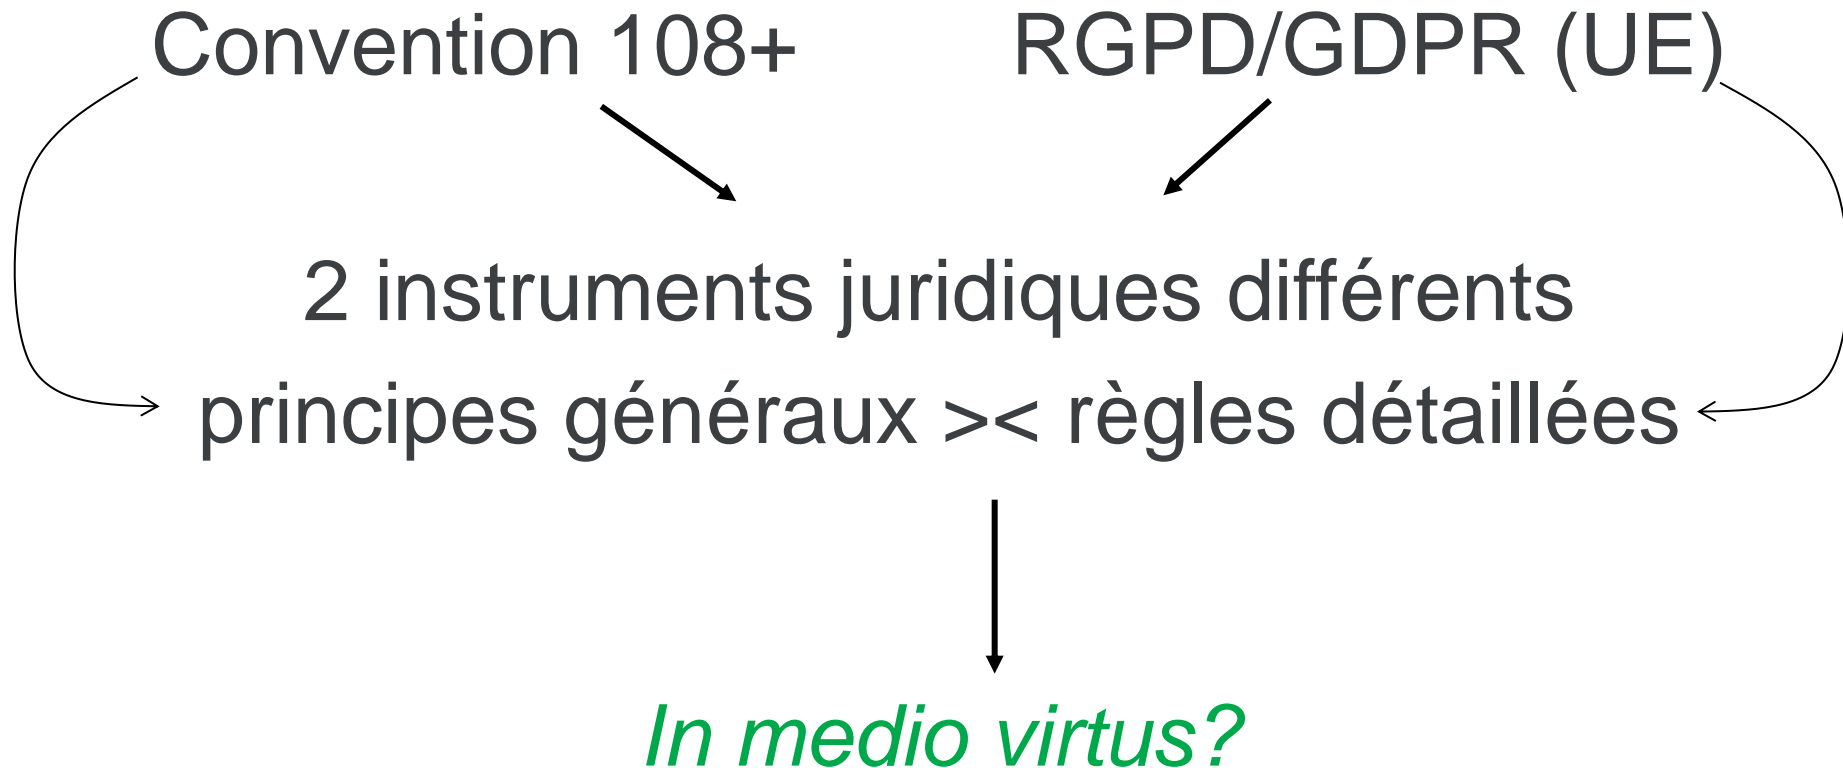 Convention 108+ RGPD/GDPR (UE)
2 instruments juridiques différents
principes généraux >< règles détaillées
In medio virtus?